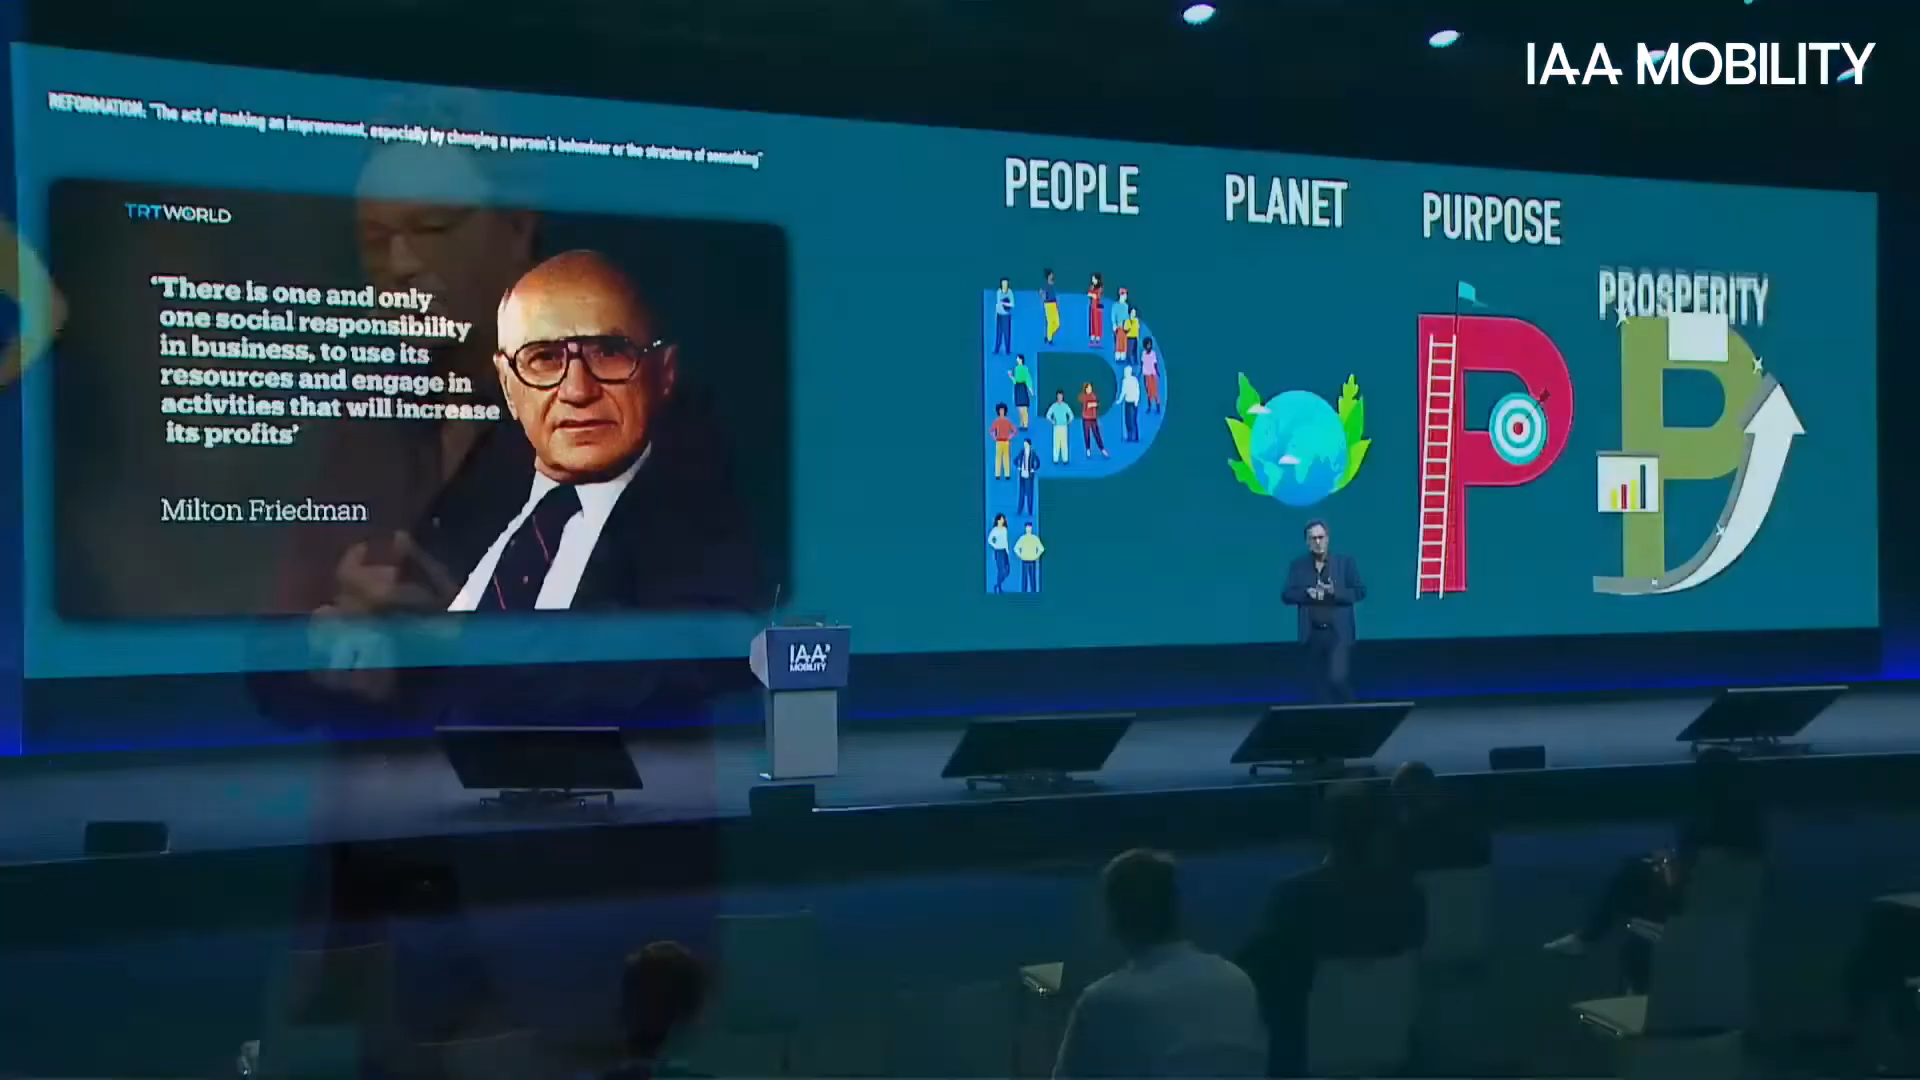 IAA MOBILITY
REFORMATION: "The act of making an improvement, especially by changing a person's behaviour or the structure of something"
TRTWORLD
'There is one and only
one social responsibility
in business, to use its
resources and engage in
activities that will increase
its profits'
Milton Friedman
PEOPLE
PLANET
PURPOSE
PROSPERITY
IAA
MOBILITY